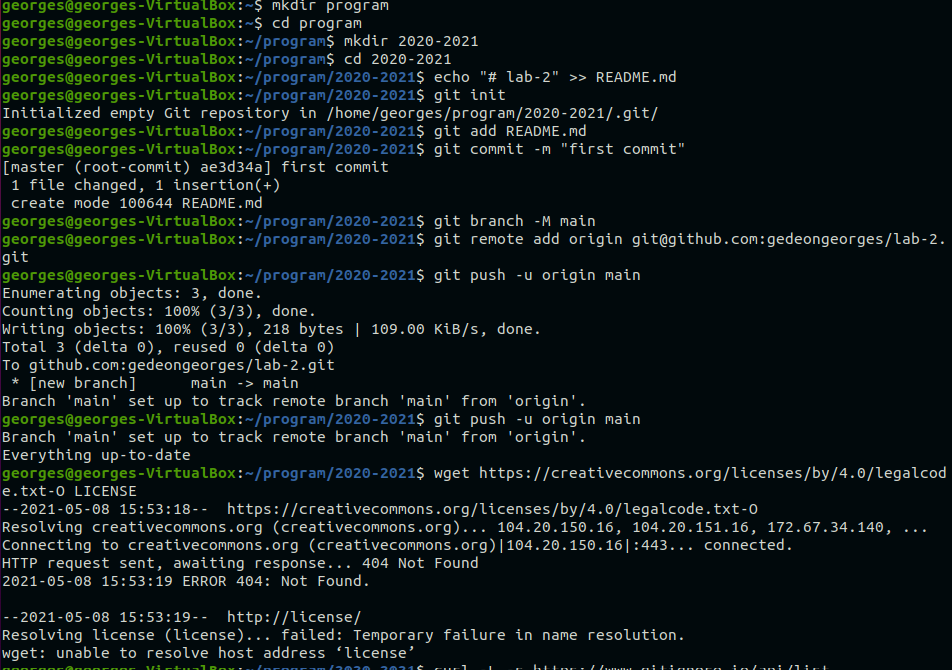 georges@georges-VirtualBox:~$ mkdir program
georges@georges-VirtualBox:~$ cd program
georges@georges-VirtualBox:~/program$ mkdir 2020-2021
georges@georges-VirtualBox:~/program$ cd 2020-2021
georges@georges-VirtualBox:~/program/2020-2021$ echo "# lab-2" >> README.md
georges@georges-VirtualBox:~/program/2020-2021$ git init
Initialized empty Git repository in /home/georges/program/2020-2021/.git/
georges@georges-VirtualBox:~/program/2020-2021$ git add README.md
georges@georges-VirtualBox:~/program/2020-2021$ git commit -m "first commit"
[master (root-commit) ae3d34a] first commit
 1 file changed, 1 insertion(+)
 create mode 100644 README.md
georges@georges-VirtualBox:~/program/2020-2021$ git branch -M main
georges@georges-VirtualBox:~/program/2020-2021$ git remote add origin git@github.com:gedeongeorges/lab-2.
git
georges@georges-VirtualBox:~/program/2020-2021$ git push -u origin main
Enumerating objects: 3, done.
Counting objects: 100% (3/3), done.
Writing objects: 100% (3/3), 218 bytes | 109.00 KiB/s, done.
Total 3 (delta 0), reused 0 (delta 0)
To github.com:gedeongeorges/lab-2.git
 * [new branch]      main -> main
Branch 'main' set up to track remote branch 'main' from 'origin'.
georges@georges-VirtualBox:~/program/2020-2021$ git push -u origin main
Branch 'main' set up to track remote branch 'main' from 'origin'.
Everything up-to-date
georges@georges-VirtualBox:~/program/2020-2021$ wget https://creativecommons.org/licenses/by/4.0/legalcod
e.txt-O LICENSE
--2021-05-08 15:53:18--  https://creativecommons.org/licenses/by/4.0/legalcode.txt-O
Resolving creativecommons.org (creativecommons.org)... 104.20.150.16, 104.20.151.16, 172.67.34.140, ...
Connecting to creativecommons.org (creativecommons.org)|104.20.150.16|:443... connected.
HTTP request sent, awaiting response... 404 Not Found
2021-05-08 15:53:19 ERROR 404: Not Found.
--2021-05-08 15:53:19--  http://license/
Resolving license (license)... failed: Temporary failure in name resolution.
wget: unable to resolve host address ‘license’
georges@georges-VirtualBox:~/program/2020-2021$ curl -L -s https://www.gitignore.io/api/list